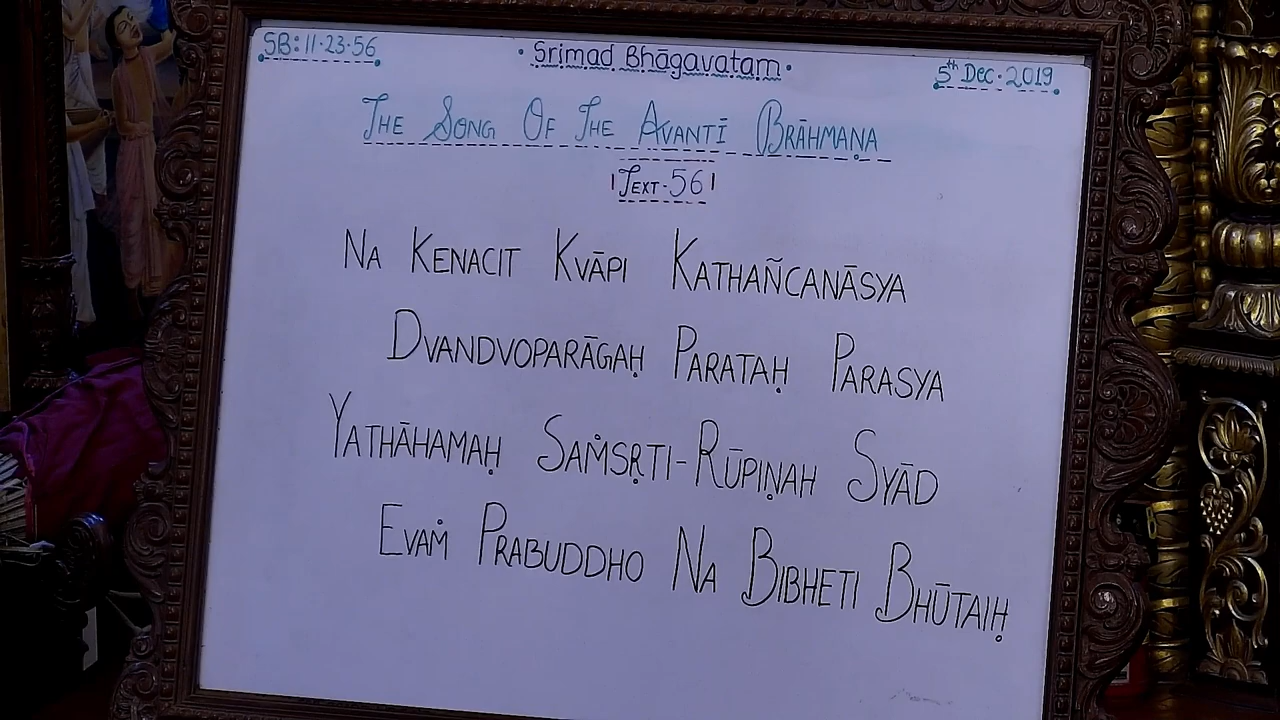 SB: 11·23·56
• Srimad Bhāgavatam •
5th Dec · 2019
THE SONG OF THE AVANTĪ BRĀHMAṆA
|TEXT-56|
NA KENACIT KVĀPI KATHAÑCANĀSYA
DVANDVOPARĀGAḤ PARATAḤ PARASYA
YATHĀHAMAḤ SAṀSṚTI-RŪPIṆAH SYĀD
EVAṀ PRABUDDHO NA BIBHETI BHŪTAIḤ